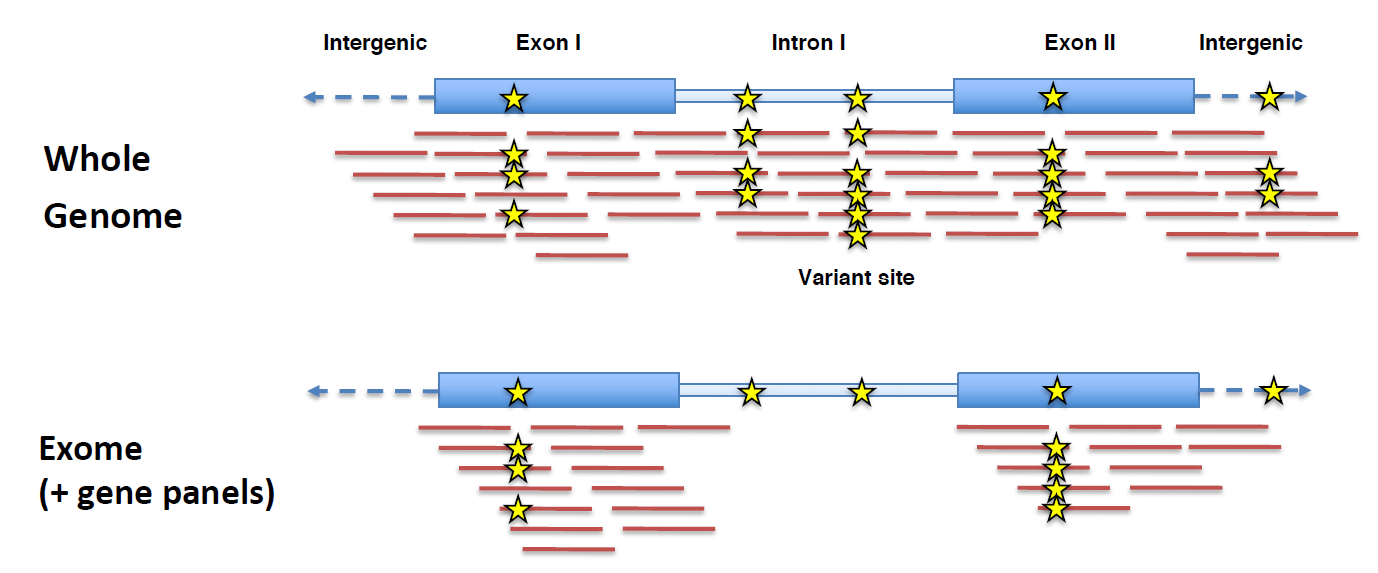 Intergenic
Exon I
Intron I
Exon II
Intergenic
Whole
Genome
Variant site
Exome
(+ gene panels)